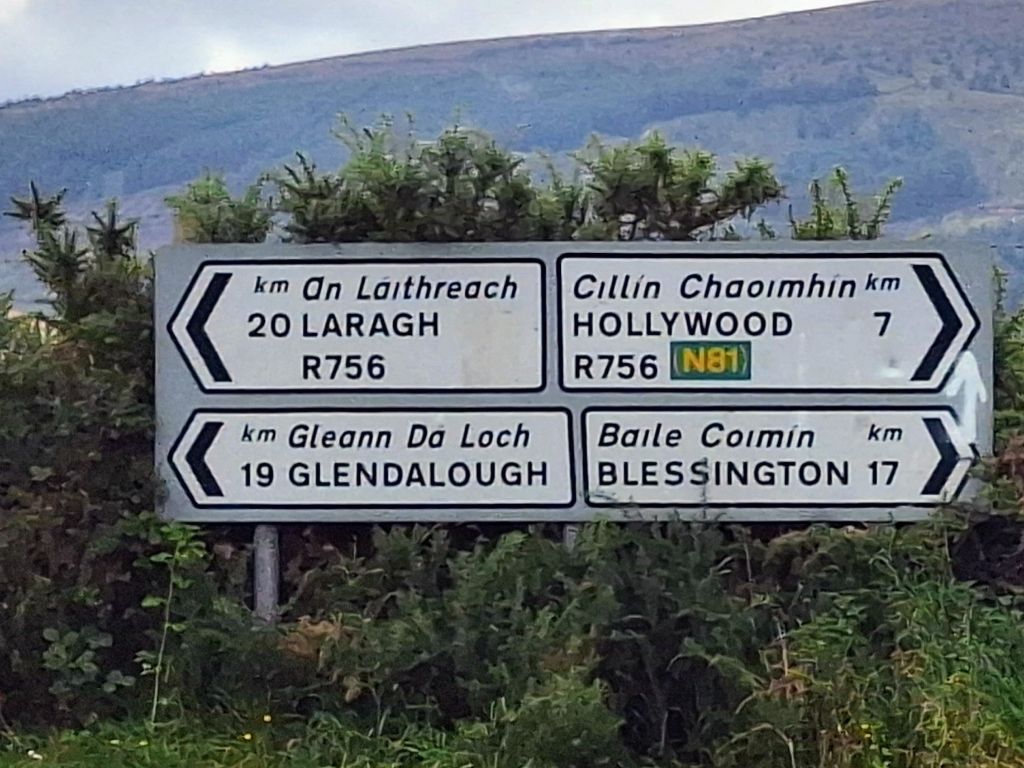 km An Láithreach
20 LARAGH
R756
Cillín Chaoimhín km
HOLLYWOOD 7
R756 (N81)
km Gleann Dá Loch
19 GLENDALOUGH
Baile Coimín km
BLESSINGTON 17